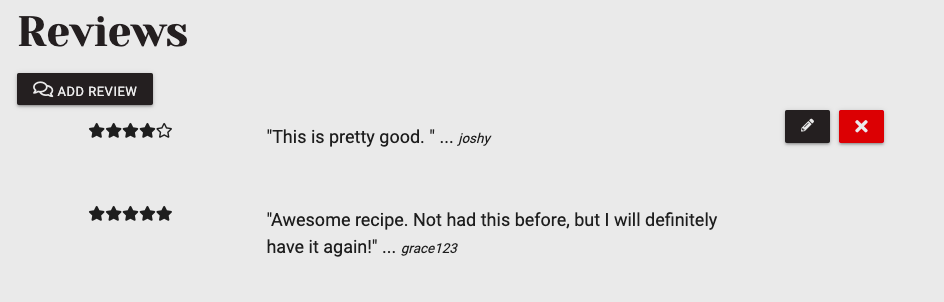 Reviews
ADD REVIEW
"This is pretty good. " ... joshy
"Awesome recipe. Not had this before, but I will definitely
have it again!" ... grace123